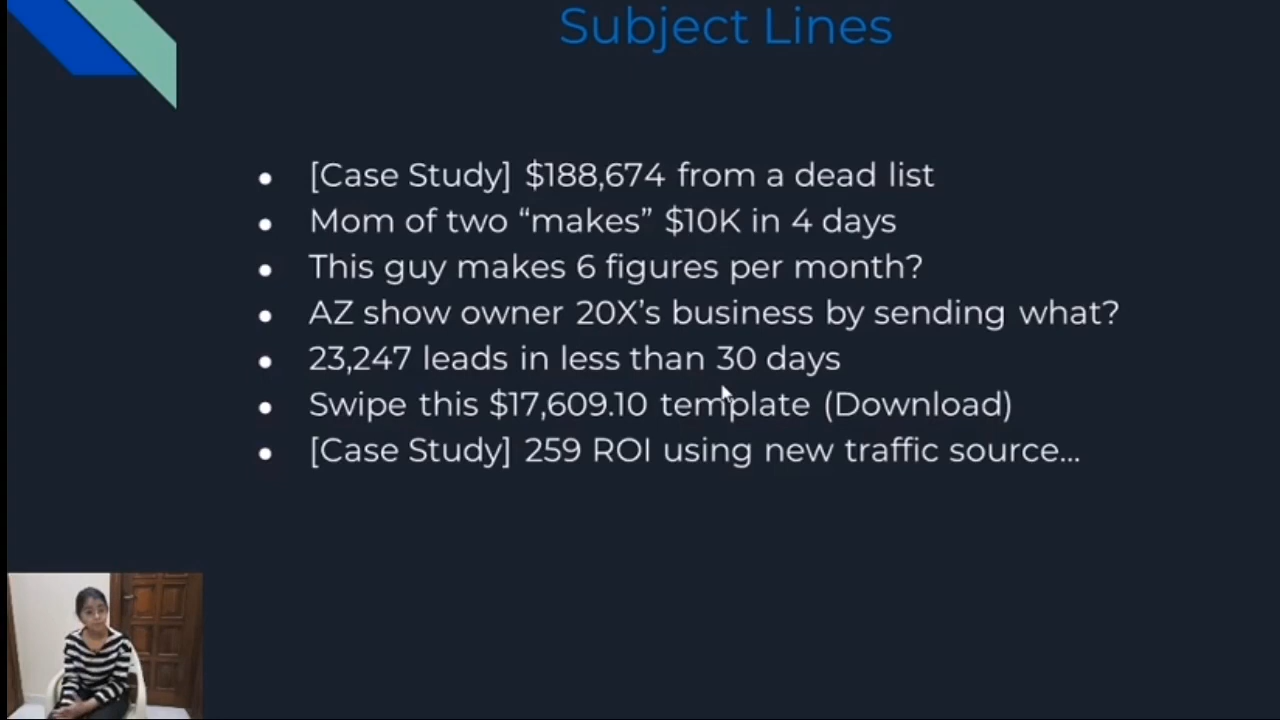 Subject Lines
[Case Study] $188,674 from a dead list
Mom of two “makes” $10K in 4 days
This guy makes 6 figures per month?
AZ show owner 20X’s business by sending what?
23,247 leads in less than 30 days
Swipe this $17,609.10 template (Download)
[Case Study] 259 ROI using new traffic source...